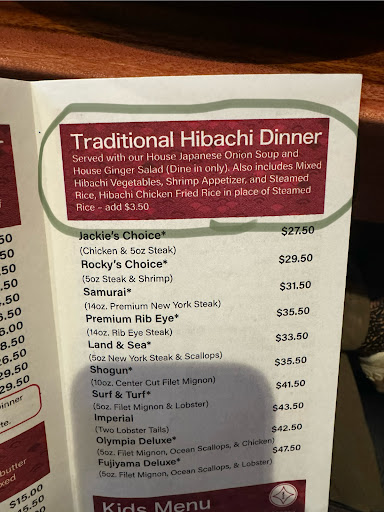 Traditional Hibachi Dinner
Served with our House Japanese Onion Soup and
House Ginger Salad (Dine in only). Also includes Mixed
Hibachi Vegetables, Shrimp Appetizer, and Steamed
Rice, Hibachi Chicken Fried Rice in place of Steamed
Rice – add $3.50
Jackie's Choice* $27.50
(Chicken & 5oz Steak)
Rocky's Choice* $29.50
(5oz Steak & Shrimp)
Samurai* $31.50
(14oz. Premium New York Steak)
Premium Rib Eye* $35.50
(14oz. Rib Eye Steak)
Land & Sea* $33.50
(5oz New York Steak & Scallops)
Shogun* $35.50
(10oz. Center Cut Filet Mignon)
Surf & Turf* $41.50
(5oz. Filet Mignon & Lobster)
Imperial $43.50
(Two Lobster Tails) $42.50
Olympia Deluxe*
(5oz. Filet Mignon, Ocean Scallops, & Chicken) $47.50
Fujiyama Deluxe*
(5oz. Filet Mignon, Ocean Scallops, & Lobster)
Kids Menu
$15.00